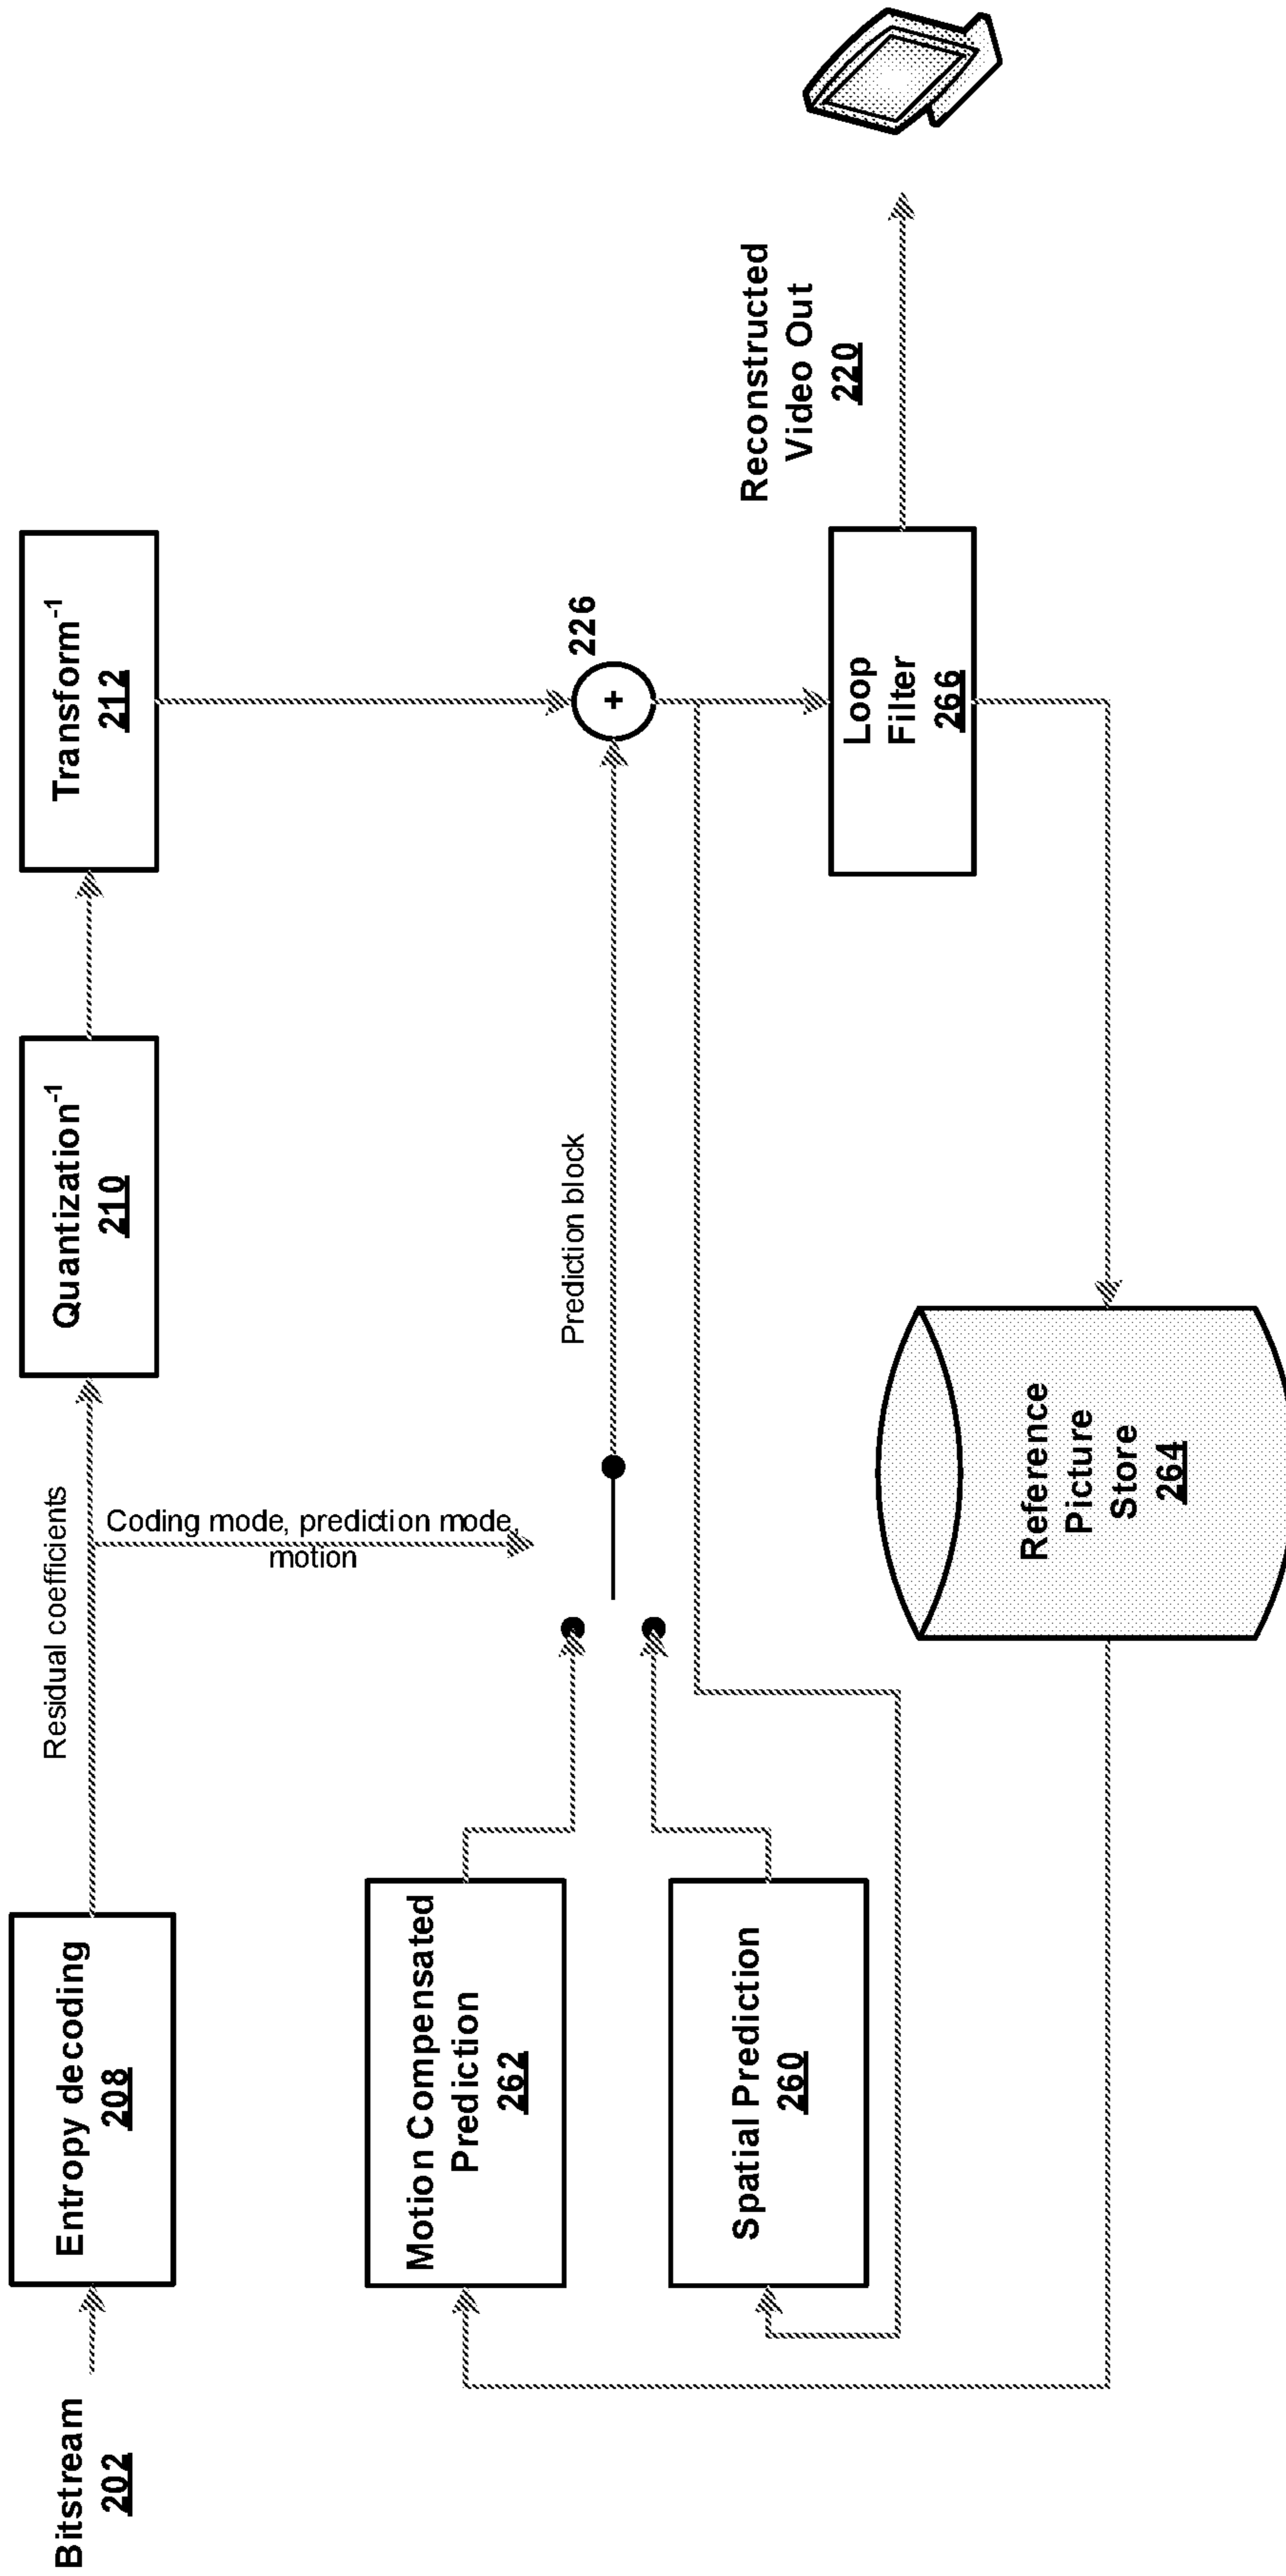 Bitstream
202
Entropy decoding
208
Residual coefficients
Quantization-1
210
Transform-1
212
Coding mode, prediction mode,
motion
Motion Compensated
Prediction
262
Spatial Prediction
260
Prediction block
+
226
Loop
Filter
266
Reconstructed
Video Out
220
Reference
Picture
Store
264